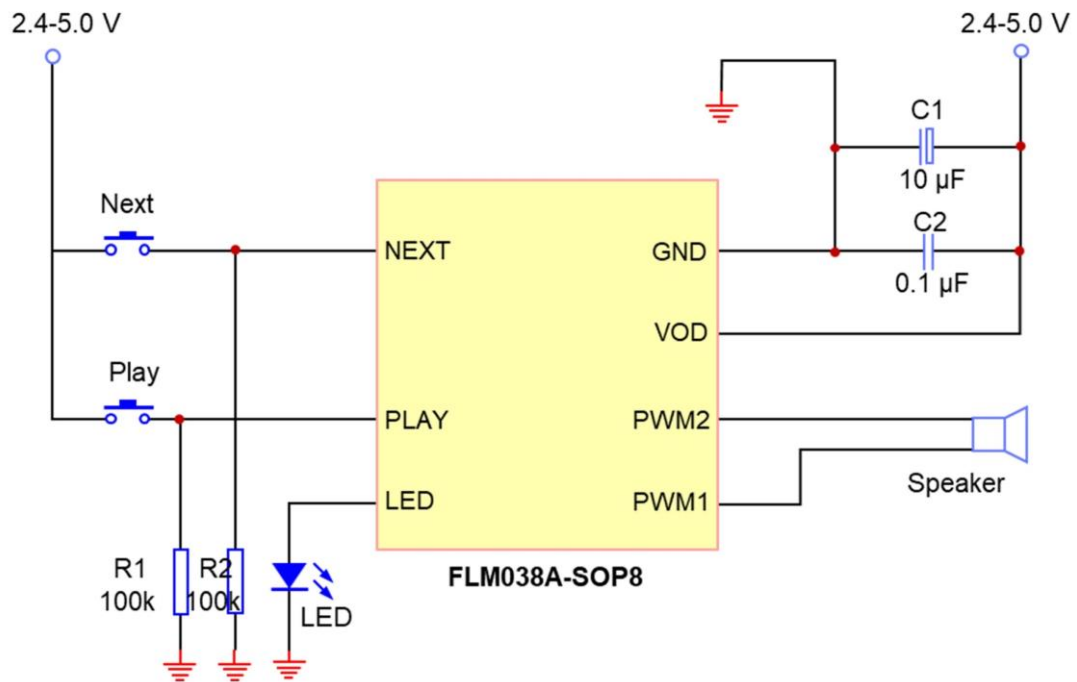 2.4-5.0 V
2.4-5.0 V
C1
10 µF
Next
NEXT
GND
C2
0.1 µF
VOD
Play
PLAY
PWM2
LED
PWM1
Speaker
R1
100k
R2
100k
LED
FLM038A-SOP8